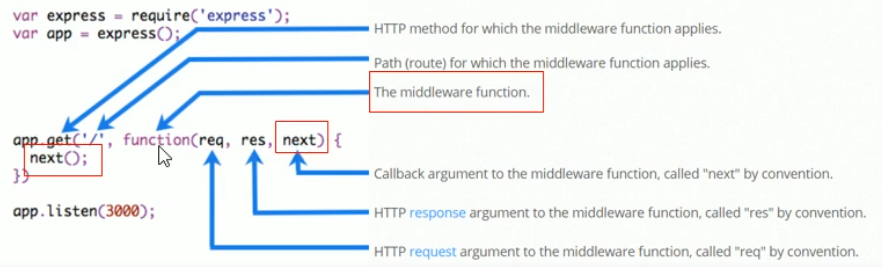 var express = require('express');
var app = express();
HTTP method for which the middleware function applies.
Path (route) for which the middleware function applies.
The middleware function.
app.get('/', function(req, res, next) {
next();
})
Callback argument to the middleware function, called "next" by convention.
app.listen(3000);
HTTP response argument to the middleware function, called "res" by convention.
HTTP request argument to the middleware function, called "req" by convention.